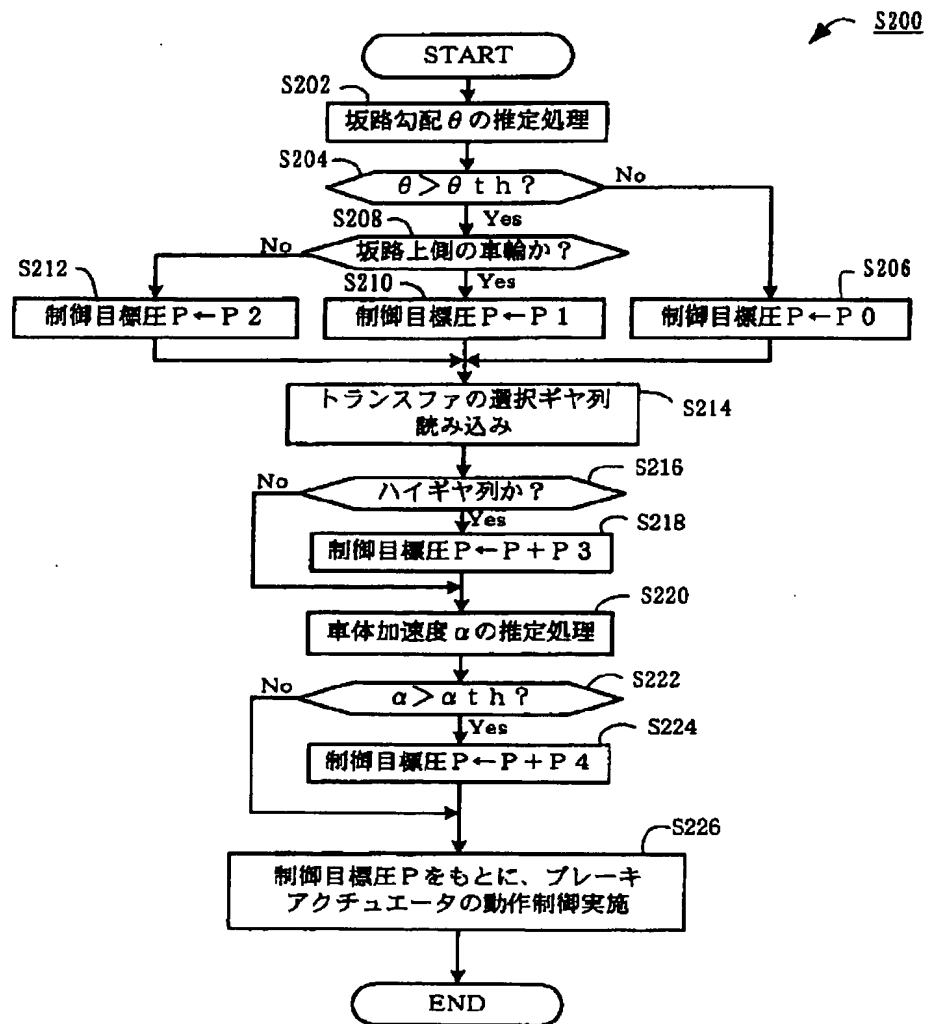 S200
START
S202
坂路勾配θの推定処理
S204
θ＞θth？
No
Yes
S208
坂路上側の車輪か？
No
Yes
S212
制御目標圧P←P2
S210
制御目標圧P←P1
S206
制御目標圧P←P0
トランスファの選択ギヤ列
読み込み
S214
S216
ハイギヤ列か？
No
Yes
S218
制御目標圧P←P+P3
S220
車体加速度αの推定処理
S222
α＞αth？
No
Yes
S224
制御目標圧P←P+P4
S226
制御目標圧Pをもとに、ブレーキ
アクチュエータの動作制御実施
END